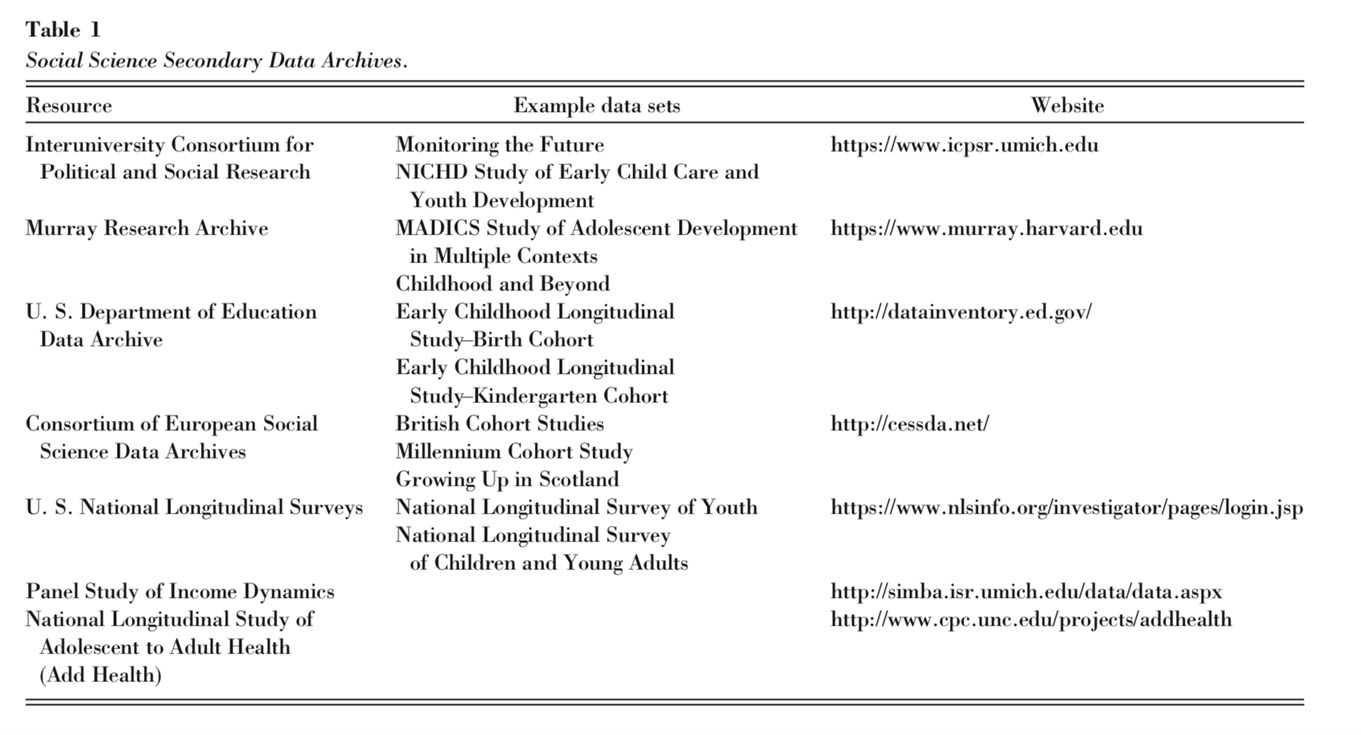 Table 1
Social Science Secondary Data Archives.
Resource Example data sets Website
Interuniversity Consortium for Monitoring the Future https://www.icpsr.umich.edu
Political and Social Research NICHD Study of Early Child Care and
Youth Development
Murray Research Archive MADICS Study of Adolescent Development https://www.murray.harvard.edu
in Multiple Contexts
Childhood and Beyond
U. S. Department of Education Early Childhood Longitudinal http://datainventory.ed.gov/
Data Archive Study–Birth Cohort
Early Childhood Longitudinal
Study–Kindergarten Cohort
Consortium of European Social British Cohort Studies http://cessda.net/
Science Data Archives Millennium Cohort Study
Growing Up in Scotland
U. S. National Longitudinal Surveys National Longitudinal Survey of Youth https://www.nlsinfo.org/investigator/pages/login.jsp
National Longitudinal Survey
of Children and Young Adults
Panel Study of Income Dynamics http://simba.isr.umich.edu/data/data.aspx
National Longitudinal Study of http://www.cpc.unc.edu/projects/addhealth
Adolescent to Adult Health
(Add Health)